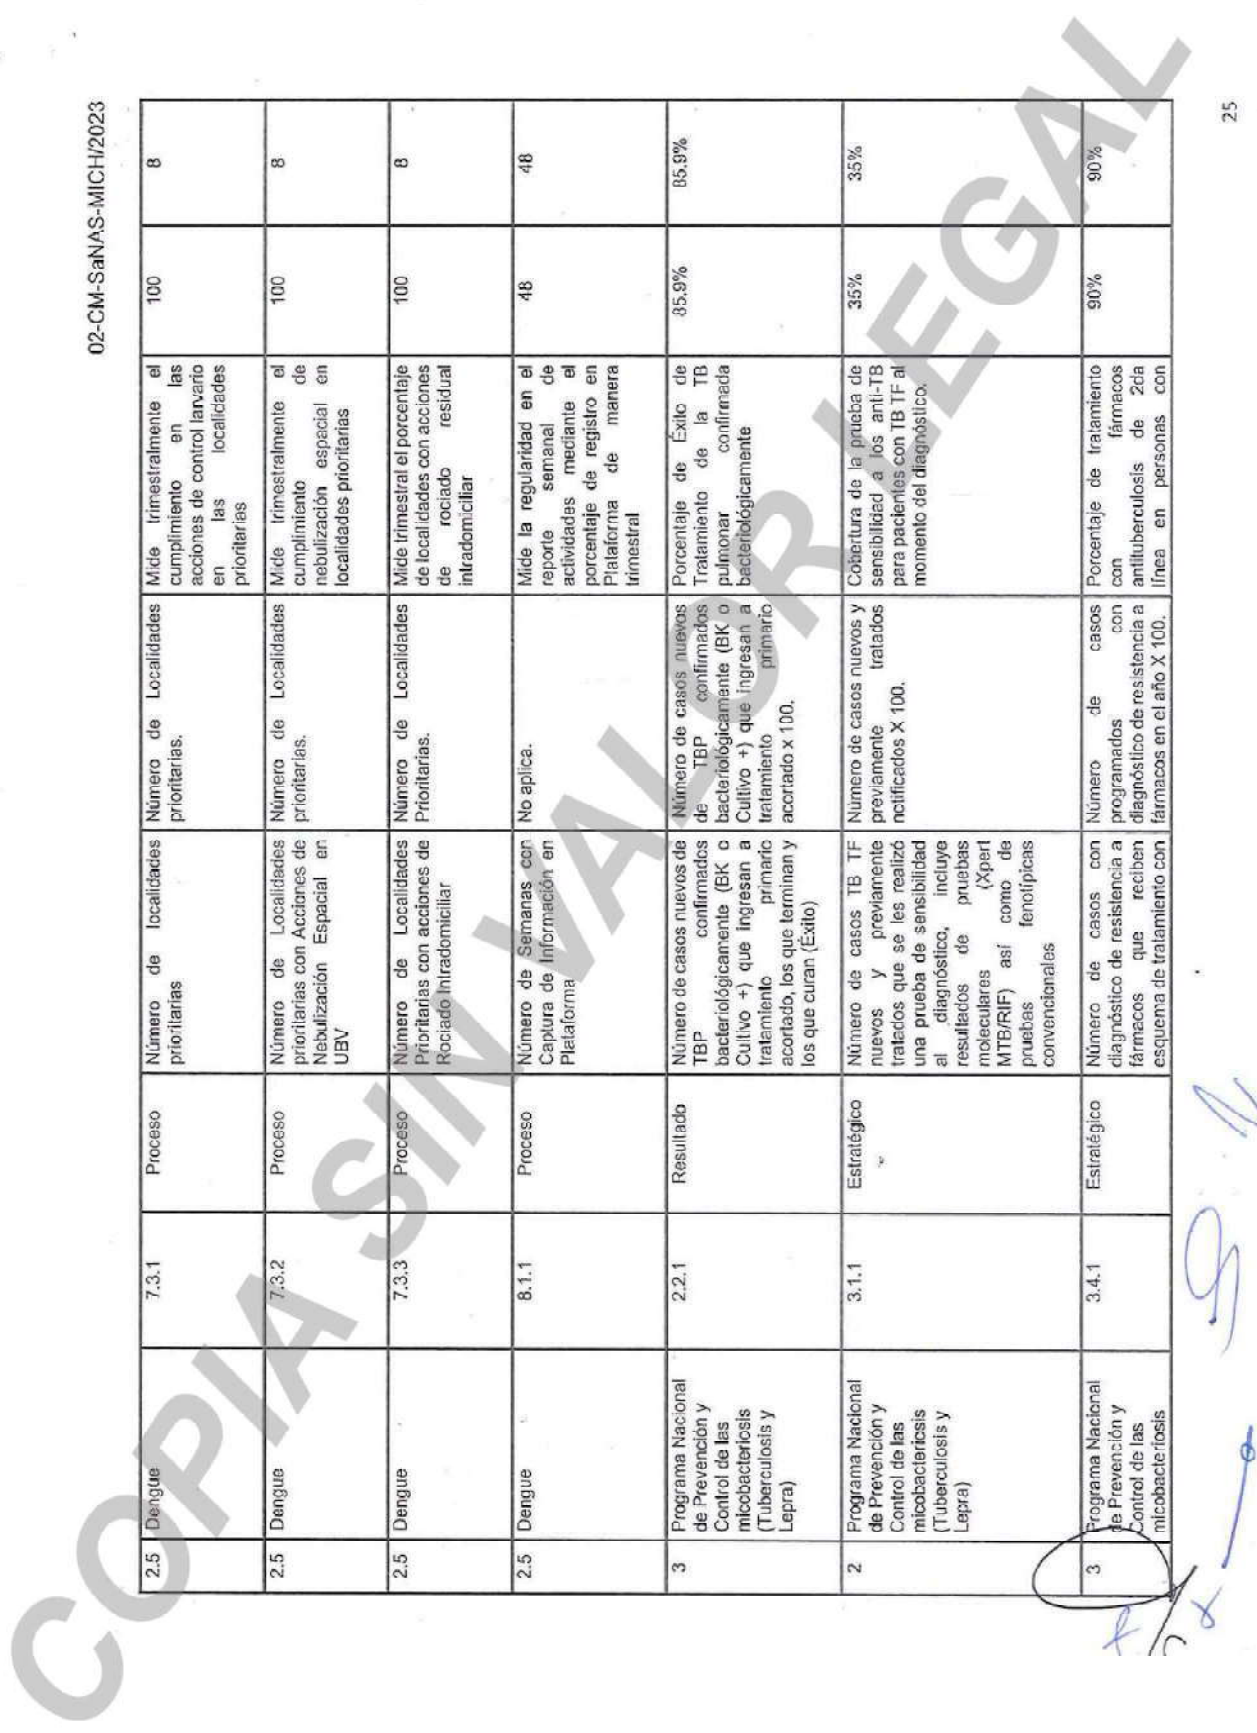 02-CM-SaNAS-MICH/2023
2.5
Dengue
7.3.1
Proceso
Número de localidades
prioritarias
Número de Localidades
prioritarias.
Mide trimestralmente el
cumplimiento en las
acciones de control larvario
en las localidades
prioritarias
100
8
2.5
Dengue
7.3.2
Proceso
Número de Localidades
prioritarias con Acciones de
Nebulización Espacial en
UBV
Número de Localidades
prioritarias.
Mide trimestralmente el
cumplimiento de
nebulización espacial en
localidades prioritarias
100
8
2.5
Dengue
7.3.3
Proceso
Número de Localidades
Prioritarias con acciones de
Rociado Intradomiciliar
Número de Localidades
Prioritarias.
Mide trimestral el porcentaje
de localidades con acciones
de rociado residual
intradomiciliar
100
8
2.5
Dengue
8.1.1
Proceso
Número de Semanas con
Captura de Información en
Plataforma
No aplica.
Mide la regularidad en el
reporte semanal de
actividades mediante el
porcentaje de registro en
Plataforma de manera
trimestral
48
48
3
Programa Nacional
de Prevención y
Control de las
micobacteriosis
(Tuberculosis y
Lepra)
2.2.1
Resultado
Número de casos nuevos de
TBP confirmados
bacteriológicamente (BK o
Cultivo +) que ingresan a
tratamiento primario
acortado, los que terminan y
los que curan (Éxito)
Número de casos nuevos
de TBP confirmados
bacteriológicamente (BK o
Cultivo +) que ingresan a
tratamiento primario
acortado x 100.
Porcentaje de Éxito de
Tratamiento de la TB
pulmonar confirmada
bacteriológicamente
85.9%
85.9%
2
Programa Nacional
de Prevención y
Control de las
micobacteriosis
(Tuberculosis y
Lepra)
3.1.1
Estratégico
Número de casos TB TF
nuevos y previamente
tratados que se les realizó
una prueba de sensibilidad
al diagnóstico, incluye
resultados de pruebas
moleculares (Xpert
MTB/RIF) así como de
pruebas fenotípicas
convencionales
Número de casos nuevos y
previamente tratados
notificados X 100.
Cobertura de la prueba de
sensibilidad a los anti-TB
para pacientes con TB TF al
momento del diagnóstico.
35%
35%
3
Programa Nacional
de Prevención y
Control de las
micobacteriosis
3.4.1
Estratégico
Número de casos con
diagnóstico de resistencia a
fármacos que reciben
esquema de tratamiento con
Número de casos
programados con
diagnóstico de resistencia a
fármacos en el año X 100.
Porcentaje de tratamiento
con fármacos
antituberculosis de 2da
línea en personas con
90%
90%
25
COPIA SIN VALOR LEGAL